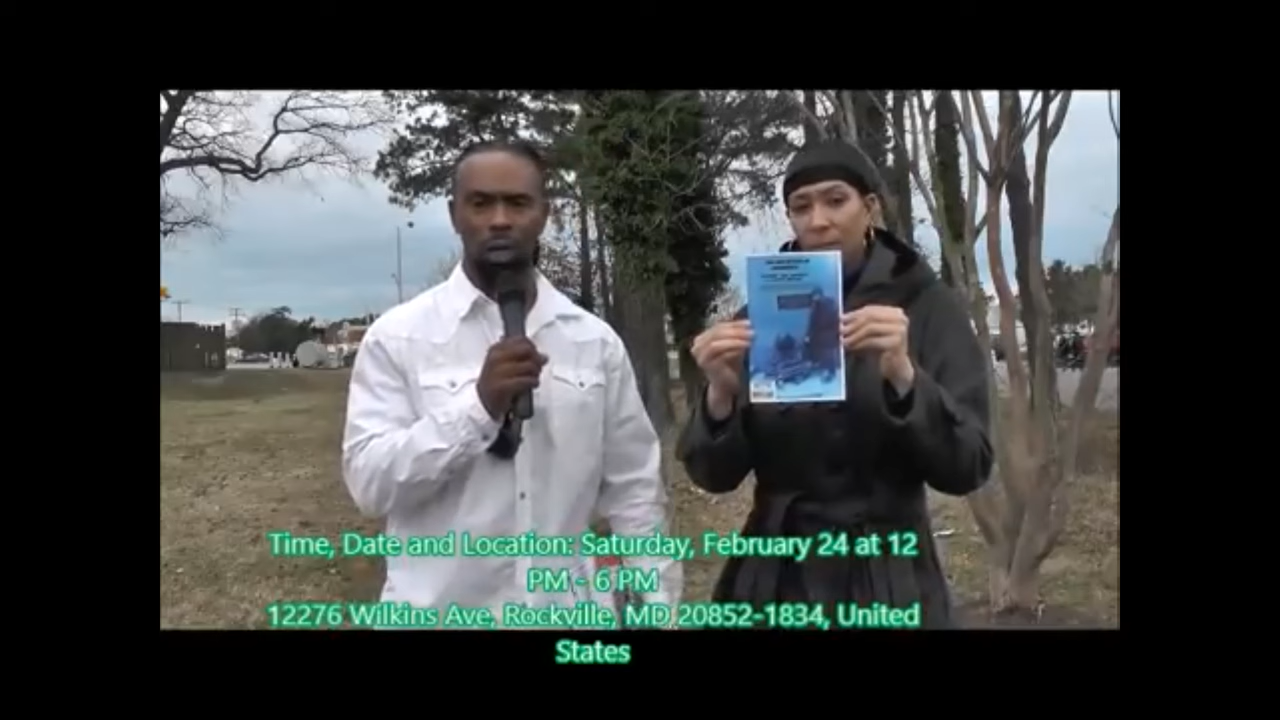 Time, Date and Location: Saturday, February 24 at 12
PM - 6 PM
12276 Wilkins Ave, Rockville, MD 20852-1834, United
States